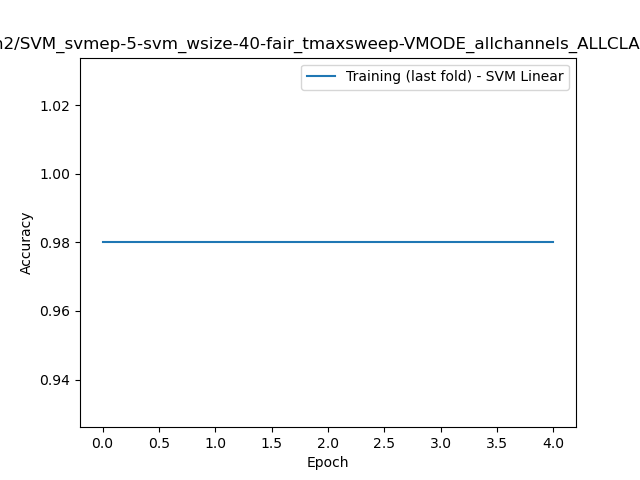 n2/SVM_svmep-5-svm_wsize-40-fair_tmaxsweep-VMODE_allchannels_ALLCLA
Training (last fold) - SVM Linear
1.02
1.00
0.98
0.96
0.94
Accuracy
0.0 0.5 1.0 1.5 2.0 2.5 3.0 3.5 4.0
Epoch